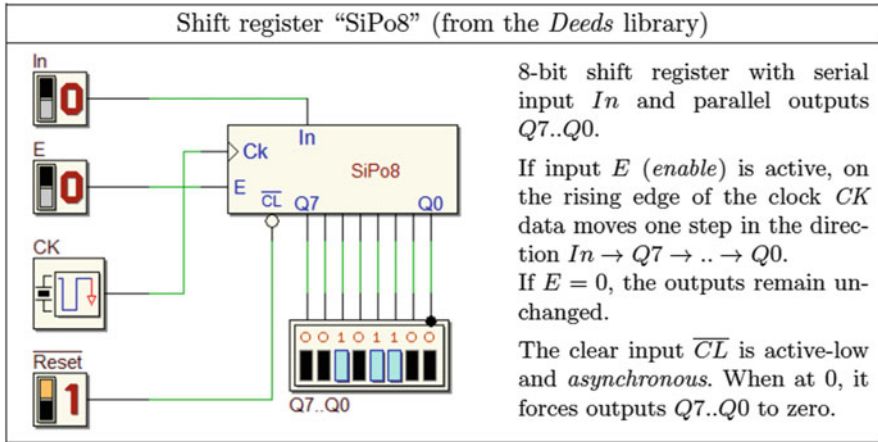 Shift register “SiPo8” (from the Deeds library)
In
0
E
0
CK
Reset
1
In
Ck
SiPo8
E
CL
Q7
Q0
0 0 1 0 1 1 0 0
Q7..Q0
8-bit shift register with serial
input In and parallel outputs
Q7..Q0.
If input E (enable) is active, on
the rising edge of the clock CK
data moves one step in the direc-
tion In → Q7 → .. → Q0.
If E = 0, the outputs remain un-
changed.
The clear input CL is active-low
and asynchronous. When at 0, it
forces outputs Q7..Q0 to zero.